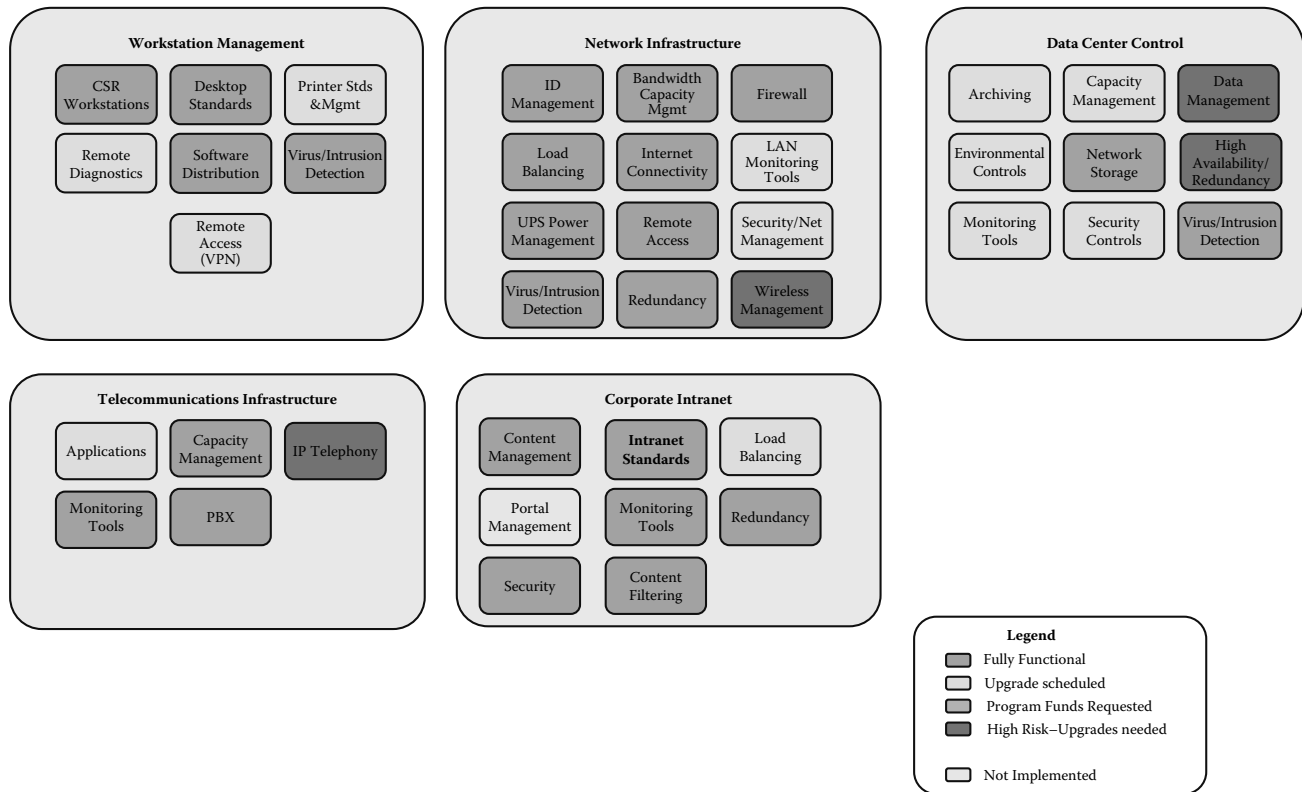 Workstation Management
CSR
Workstations
Desktop
Standards
Printer Stds
&Mgmt
Remote
Diagnostics
Software
Distribution
Virus/Intrusion
Detection
Remote
Access
(VPN)
Network Infrastructure
ID
Management
Bandwidth
Capacity
Mgmt
Firewall
Load
Balancing
Internet
Connectivity
LAN
Monitoring
Tools
UPS Power
Management
Remote
Access
Security/Net
Management
Virus/Intrusion
Detection
Redundancy
Wireless
Management
Data Center Control
Archiving
Capacity
Management
Data
Management
Environmental
Controls
Network
Storage
High
Availability/
Redundancy
Monitoring
Tools
Security
Controls
Virus/Intrusion
Detection
Telecommunications Infrastructure
Applications
Capacity
Management
IP Telephony
Monitoring
Tools
PBX
Corporate Intranet
Content
Management
Intranet
Standards
Load
Balancing
Portal
Management
Monitoring
Tools
Redundancy
Security
Content
Filtering
Legend
Fully Functional
Upgrade scheduled
Program Funds Requested
High Risk–Upgrades needed
Not Implemented